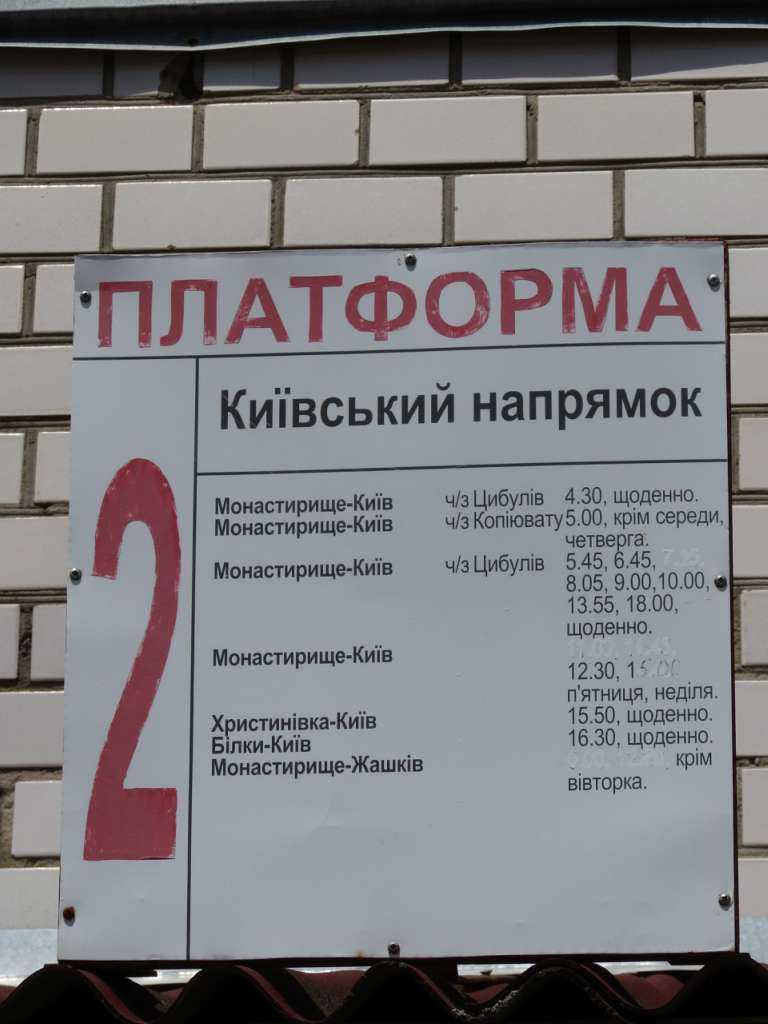 ПЛАТФОРМА
2
Київський напрямок
Монастирище-Київ ч/з Цибулів 4.30, щоденно.
Монастирище-Київ ч/з Копіювату 5.00, крім середи,
четверга.
Монастирище-Київ ч/з Цибулів 5.45, 6.45,
8.05, 9.00,10.00,
13.55, 18.00,
щоденно.
Монастирище-Київ
12.30,
п'ятниця, неділя.
Христинівка-Київ 15.50, щоденно.
Білки-Київ 16.30, щоденно.
Монастирище-Жашків крім
вівторка.